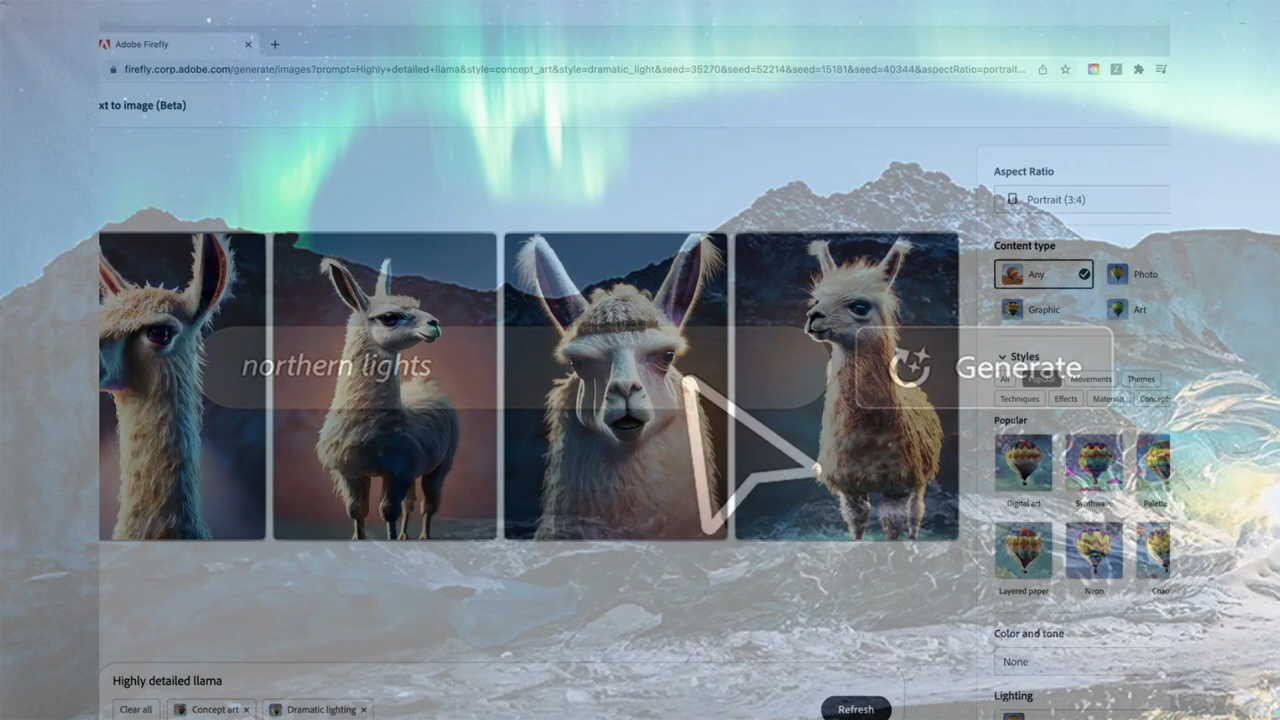 Adobe Firefly
firefly.corp.adobe.com/generate/images?prompt=Highly+detailed+llama&style=concept_art&style=dramatic_light&seed=35270&seed=52214&seed=15181&seed=40344&aspectRatio=portrait...
xt to image (Beta)
Aspect Ratio
Portrait (3:4)
Content type
Any
Photo
Graphic
Art
northern lights
Generate
Styles
All Popular Movements Themes
Techniques Effects Materials Concept
Popular
Digital art Synthwave Palette
Layered paper Neon Chao
Color and tone
None
Lighting
Highly detailed llama
Clear all Concept art Dramatic lighting
Refresh